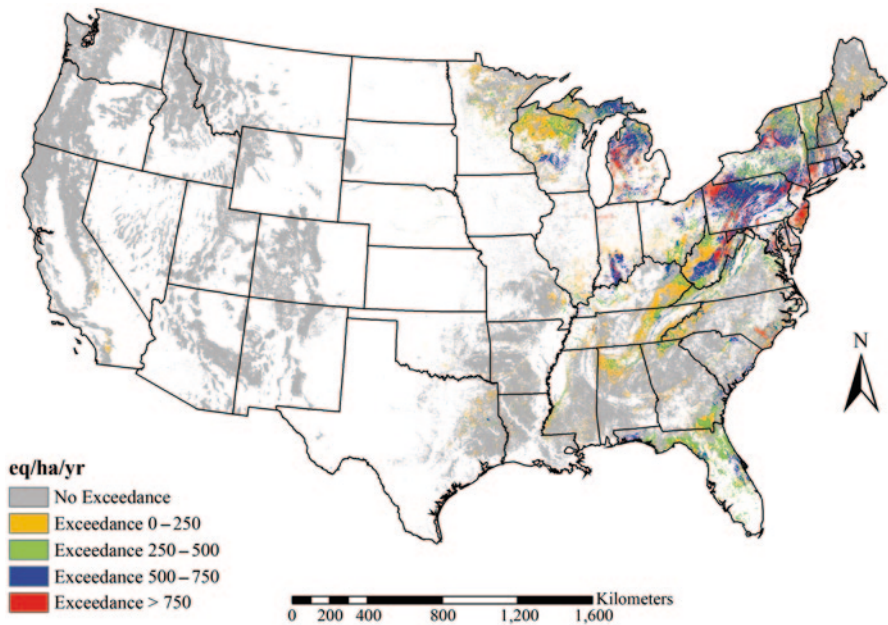 N
eq/ha/yr
No Exceedance
Exceedance 0–250
Exceedance 250–500
Exceedance 500–750
Exceedance > 750
Kilometers
0 200 400 800 1,200 1,600